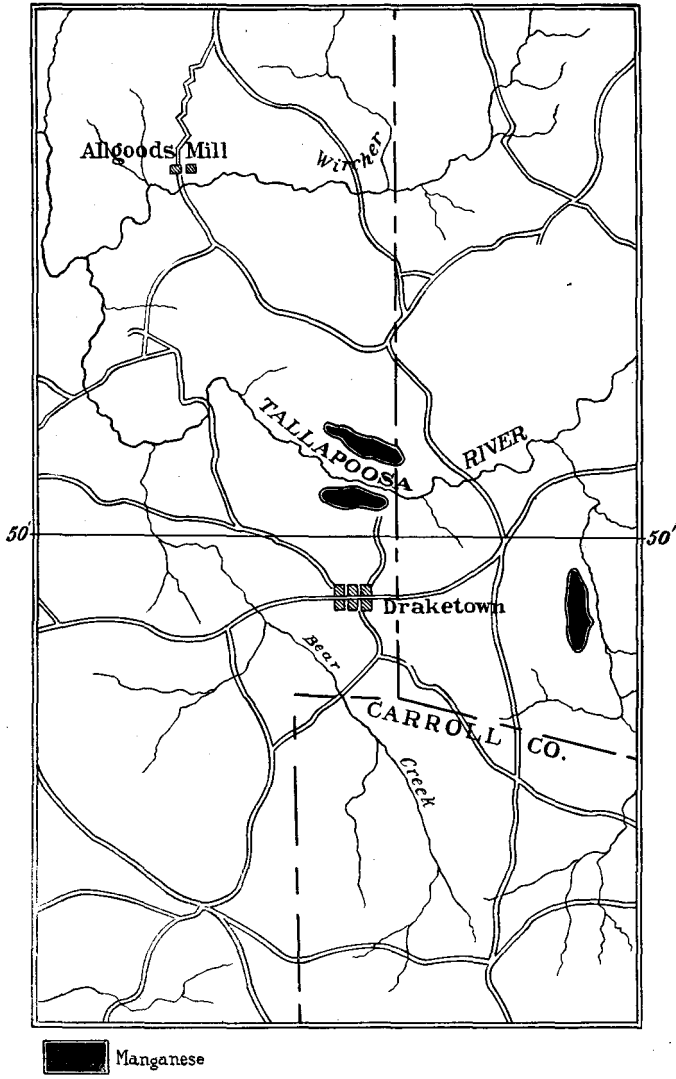 Allgoods Mill
Wircher
TALLAPOOSA RIVER
50'
50'
Draketown
Bear Creek
CARROLL CO.
Manganese